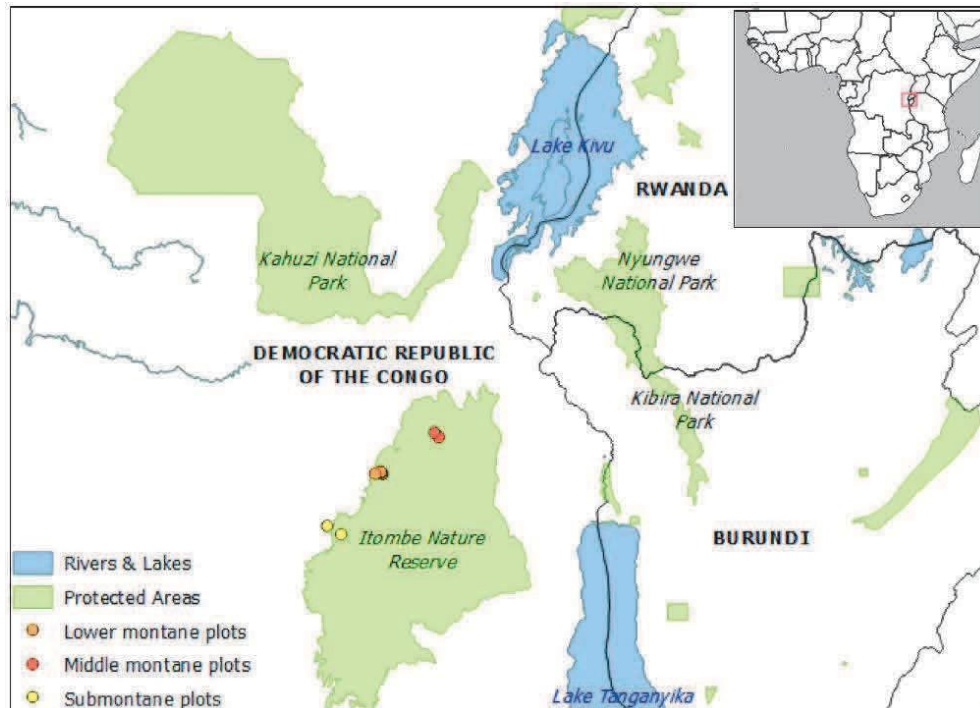 Lake Kivu
RWANDA
Kahuzi National
Park
Nyungwe
National Park
DEMOCRATIC REPUBLIC
OF THE CONGO
Kibira National
Park
Itombe Nature
Reserve
BURUNDI
Lake Tanganyika
Rivers & Lakes
Protected Areas
Lower montane plots
Middle montane plots
Submontane plots